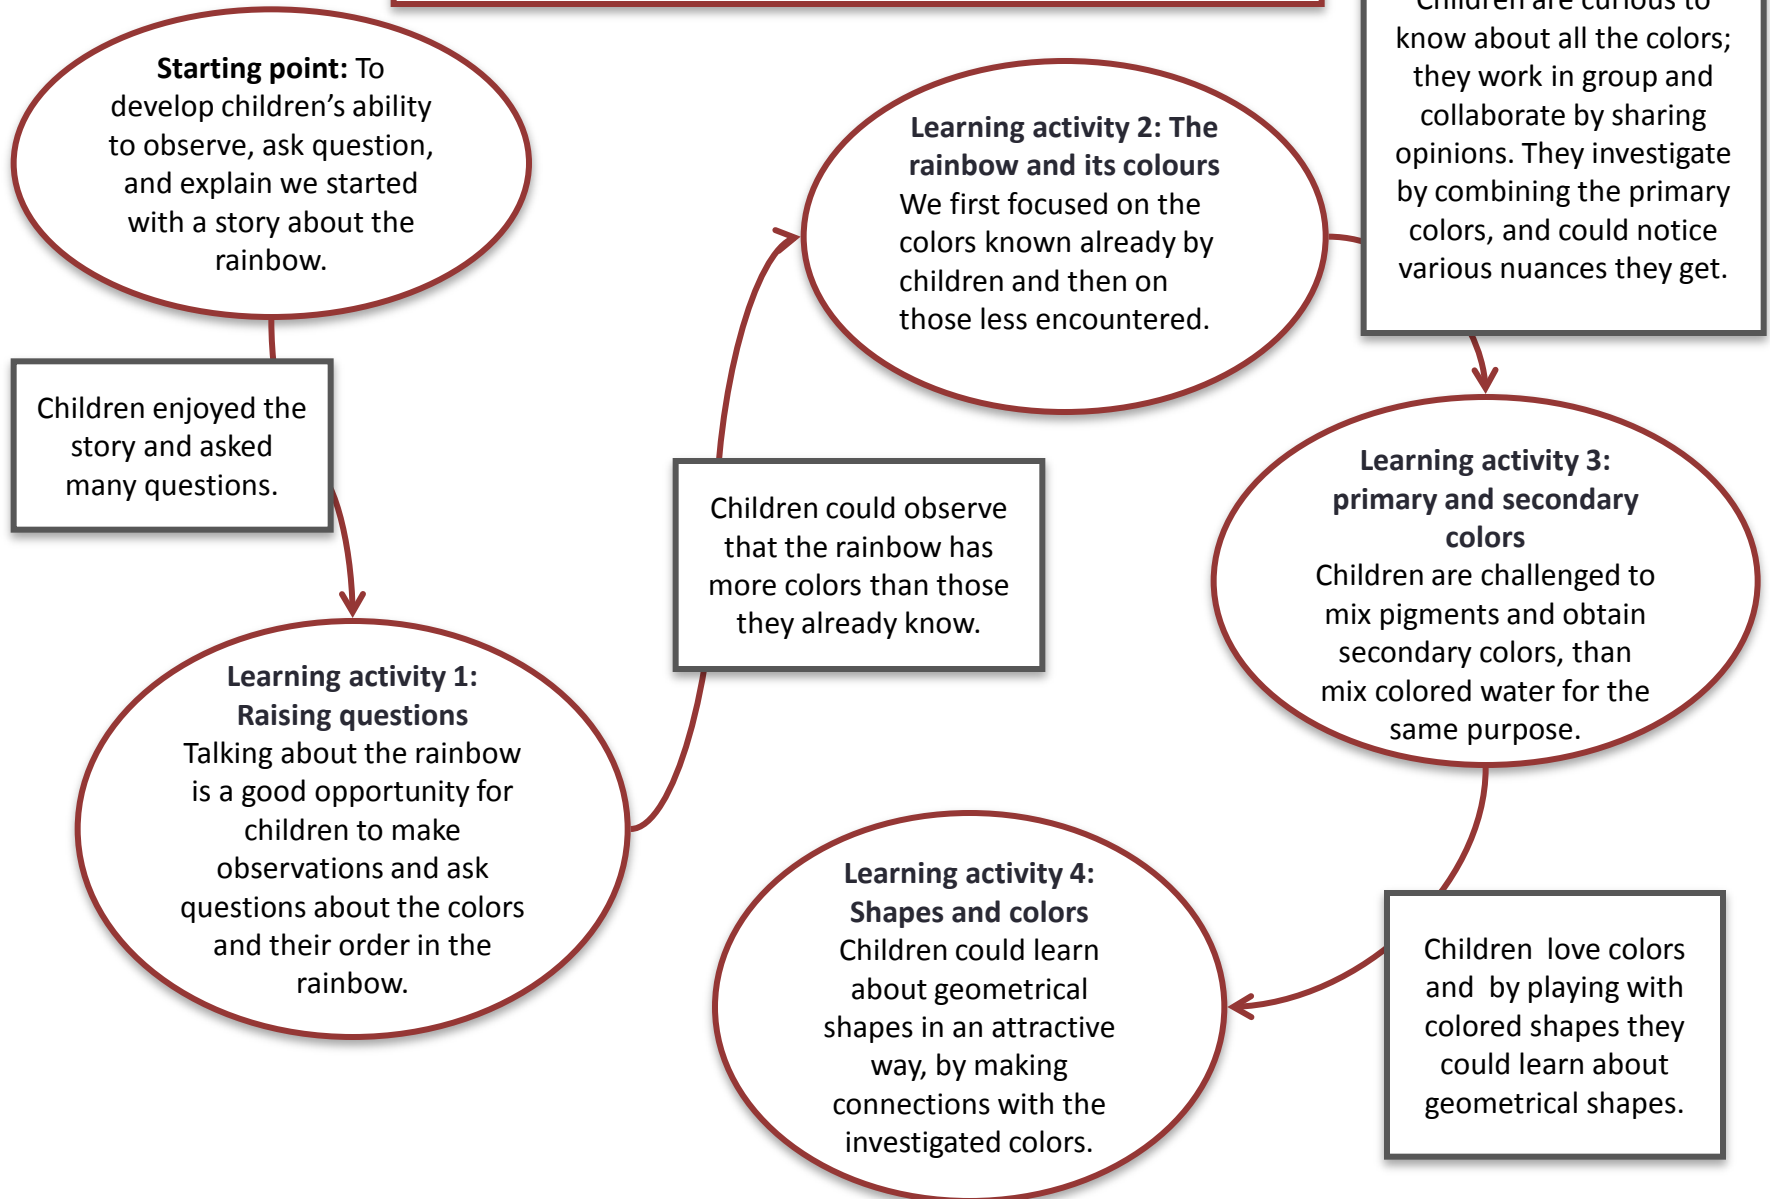 Starting point: To
develop children's ability
to observe, ask question,
and explain we started
with a story about the
rainbow.
Children enjoyed the
story and asked
many questions.
Learning activity 1:
Raising questions
Talking about the rainbow
is a good opportunity for
children to make
observations and ask
questions about the colors
and their order in the
rainbow.
Children could observe
that the rainbow has
more colors than those
they already know.
Learning activity 2: The
rainbow and its colours
We first focused on the
colors known already by
children and then on
those less encountered.
Children are curious to
know about all the colors;
they work in group and
collaborate by sharing
opinions. They investigate
by combining the primary
colors, and could notice
various nuances they get.
Learning activity 3:
primary and secondary
colors
Children are challenged to
mix pigments and obtain
secondary colors, than
mix colored water for the
same purpose.
Children love colors
and by playing with
colored shapes they
could learn about
geometrical shapes.
Learning activity 4:
Shapes and colors
Children could learn
about geometrical
shapes in an attractive
way, by making
connections with the
investigated colors.